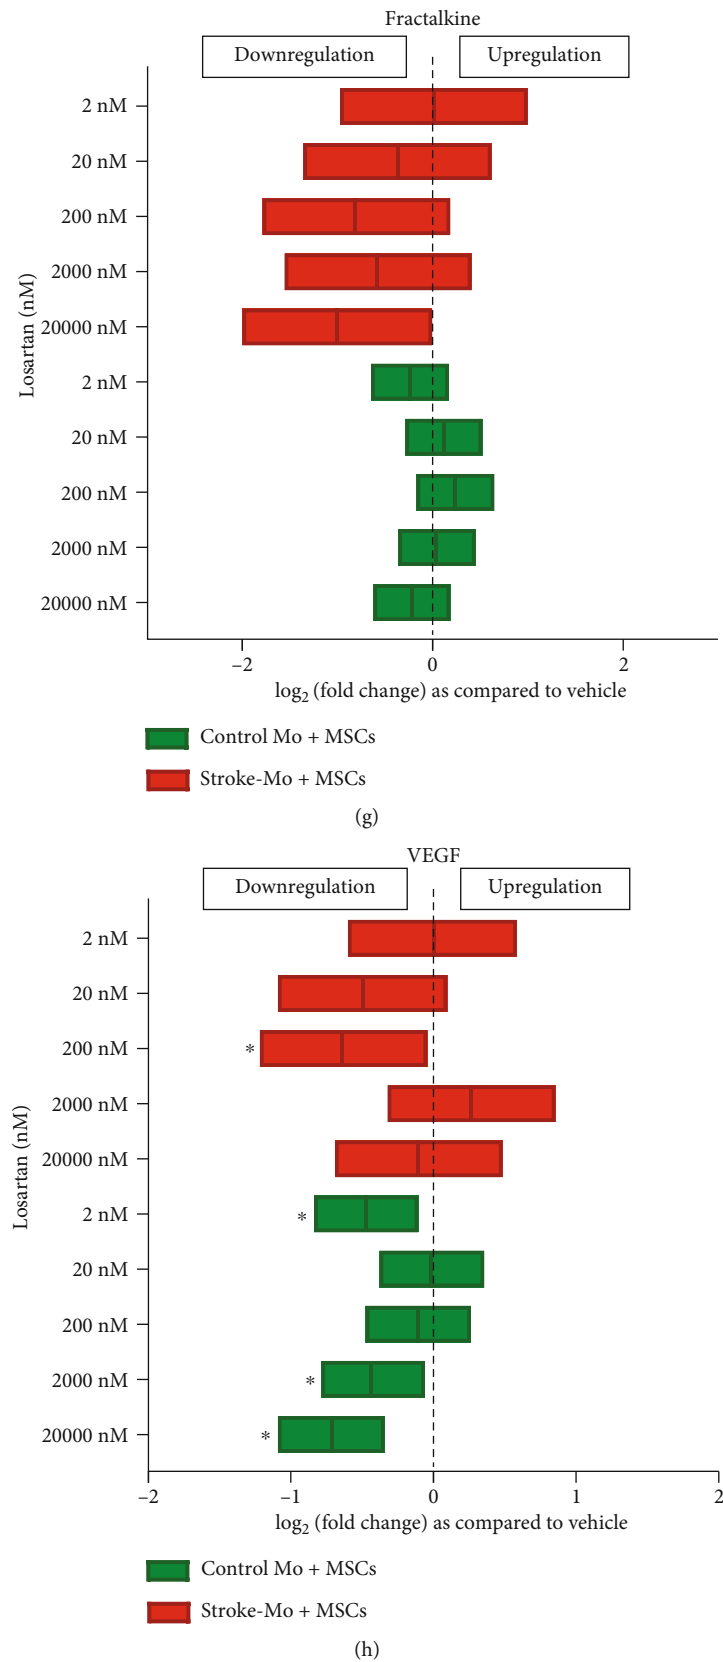 Fractalkine
Downregulation Upregulation
2 nM
20 nM
200 nM
2000 nM
20000 nM
2 nM
20 nM
200 nM
2000 nM
20000 nM
Losartan (nM)
−2 0 2
log2 (fold change) as compared to vehicle
Control Mo + MSCs
Stroke-Mo + MSCs
(g)
VEGF
Downregulation Upregulation
2 nM
20 nM
* 200 nM
2000 nM
20000 nM
* 2 nM
20 nM
200 nM
* 2000 nM
* 20000 nM
Losartan (nM)
−2 −1 0 1 2
log2 (fold change) as compared to vehicle
Control Mo + MSCs
Stroke-Mo + MSCs
(h)